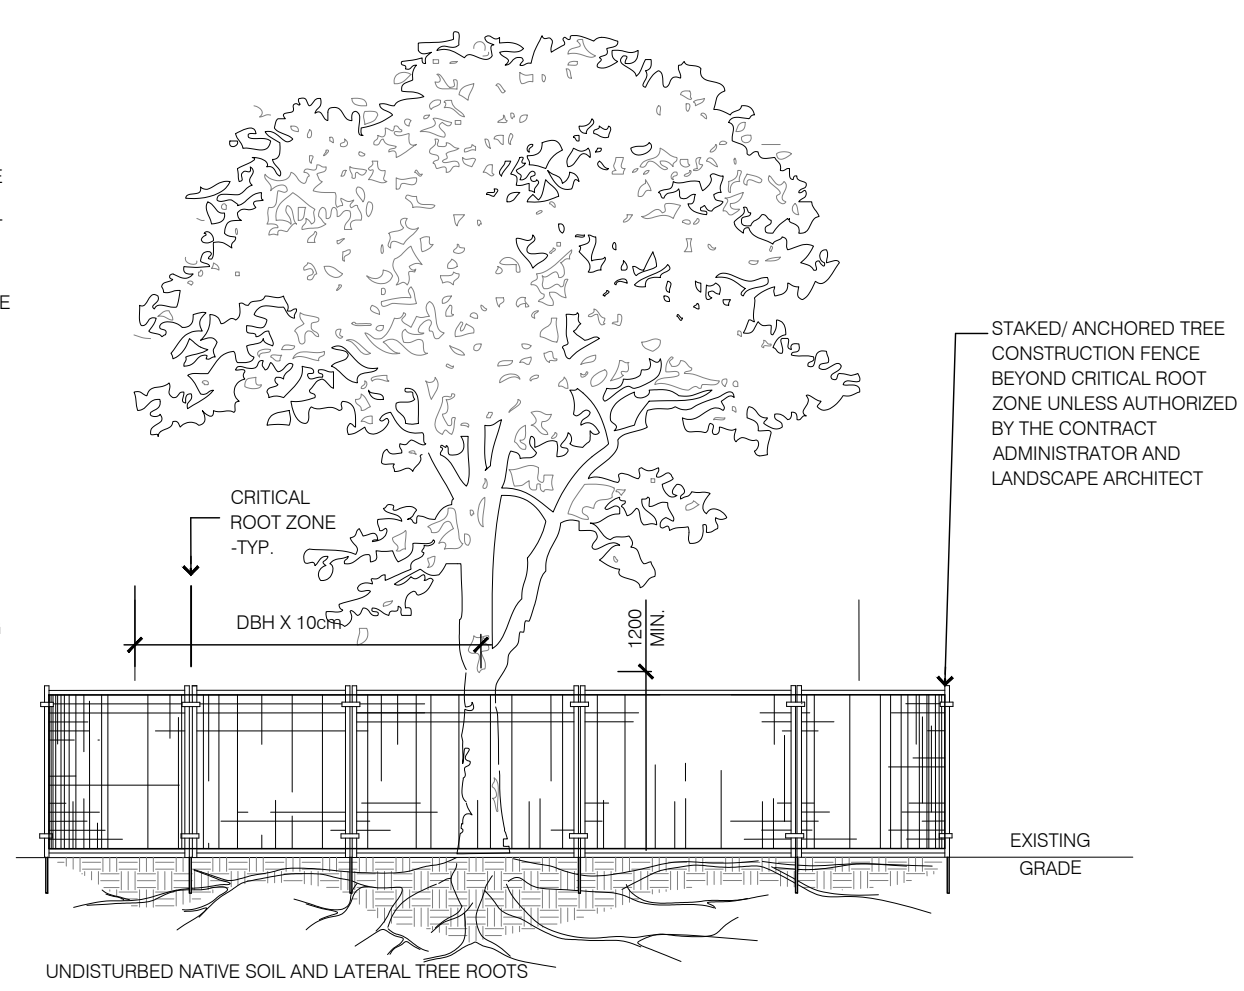 E
E
STAKED/ ANCHORED TREE
CONSTRUCTION FENCE
BEYOND CRITICAL ROOT
ZONE UNLESS AUTHORIZED
BY THE CONTRACT
ADMINISTRATOR AND
LANDSCAPE ARCHITECT
CRITICAL
ROOT ZONE
-TYP.
DBH X 10cm
1200
MIN.
EXISTING
GRADE
UNDISTURBED NATIVE SOIL AND LATERAL TREE ROOTS